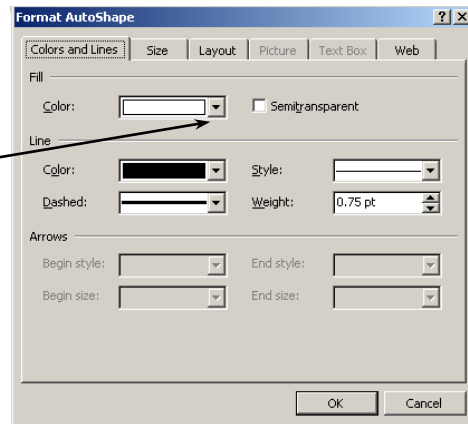 Format AutoShape
Colors and Lines Size Layout Picture Text Box Web
Fill
Color: Semitransparent
Line
Color: Style:
Dashed: Weight: 0.75 pt
Arrows
Begin style: End style:
Begin size: End size:
OK Cancel